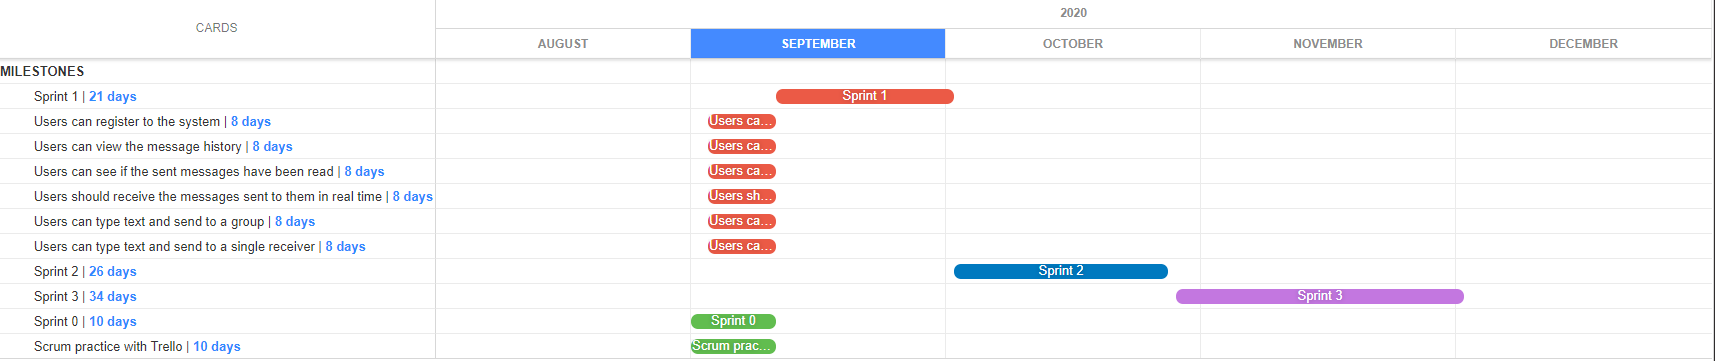 2020
CARDS
AUGUST SEPTEMBER OCTOBER NOVEMBER DECEMBER
MILESTONES
Sprint 1 | 21 days Sprint 1
Users can register to the system | 8 days Users ca...
Users can view the message history | 8 days Users ca...
Users can see if the sent messages have been read | 8 days Users ca...
Users should receive the messages sent to them in real time | 8 days Users sh...
Users can type text and send to a group | 8 days Users ca...
Users can type text and send to a single receiver | 8 days Users ca...
Sprint 2 | 26 days Sprint 2
Sprint 3 | 34 days Sprint 3
Sprint 0 | 10 days Sprint 0
Scrum practice with Trello | 10 days Scrum prac...